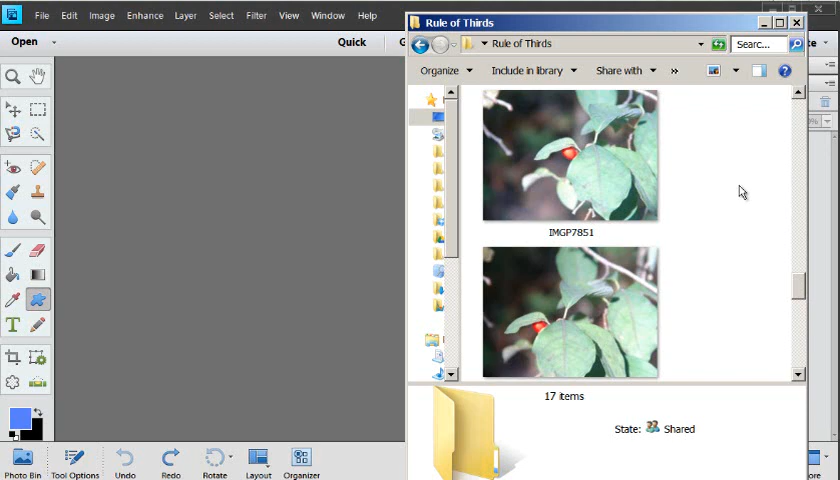 File Edit Image Enhance Layer Select Filter View Window Help
Rule of Thirds
Open
Quick
Rule of Thirds
Searc...
Organize Include in library Share with »
IMGP7851
17 items
State: Shared
T
Photo Bin Tool Options Undo Redo Rotate Layout Organizer